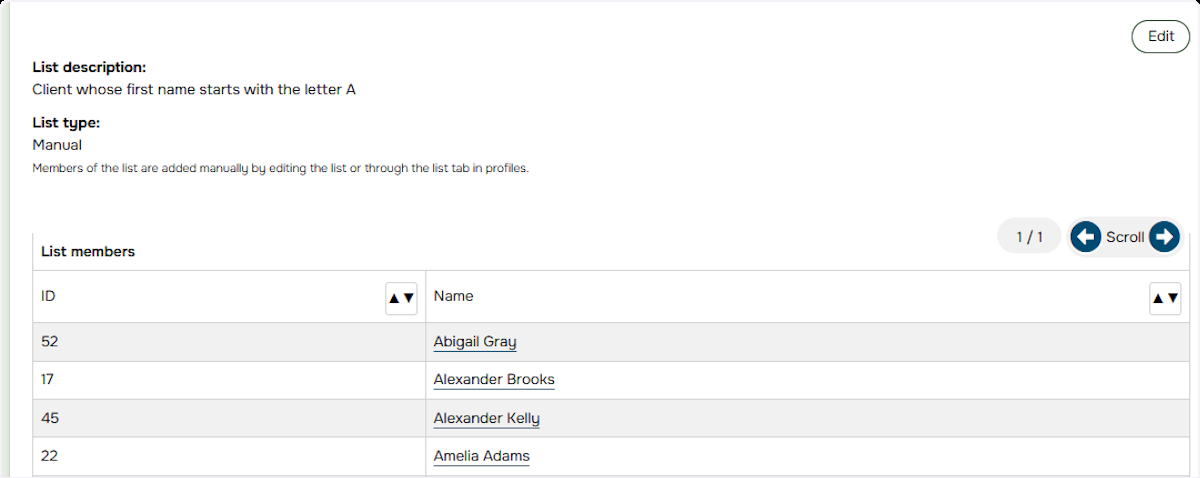 Edit
List description:
Client whose first name starts with the letter A
List type:
Manual
Members of the list are added manually by editing the list or through the list tab in profiles.
1 / 1 Scroll
List members
ID ▲▼ Name ▲▼
52 Abigail Gray
17 Alexander Brooks
45 Alexander Kelly
22 Amelia Adams